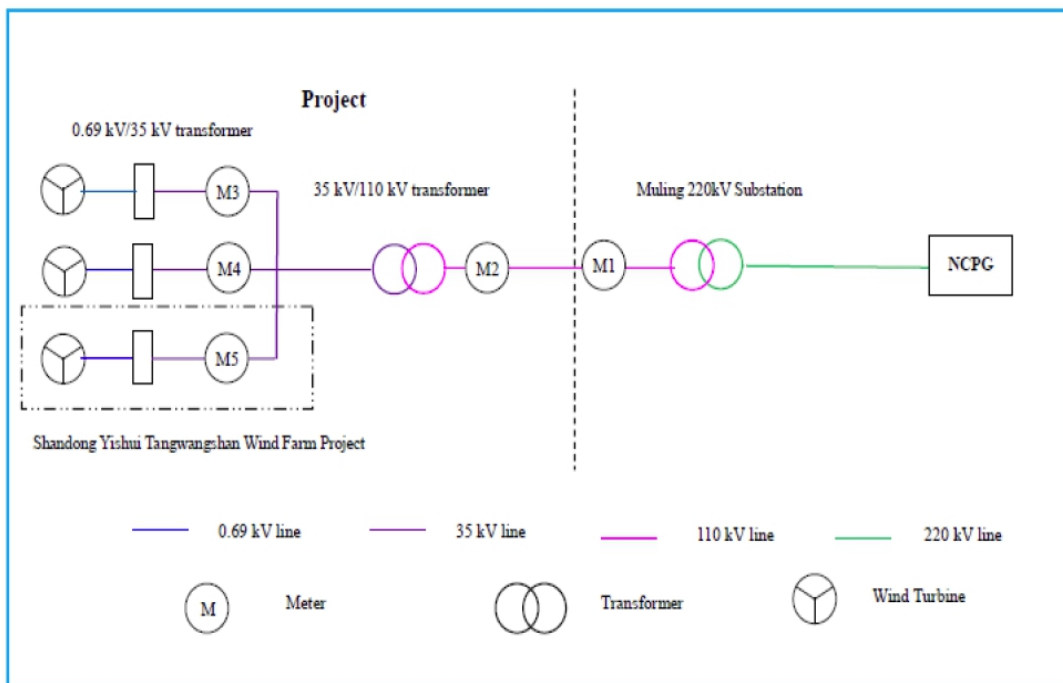 Project
0.69 kV/35 kV transformer
M3
35 kV/110 kV transformer
Muling 220kV Substation
M4
M2
M1
NCPG
M5
Shandong Yishui Tangwangshan Wind Farm Project
0.69 kV line
35 kV line
110 kV line
220 kV line
M
Meter
Transformer
Wind Turbine